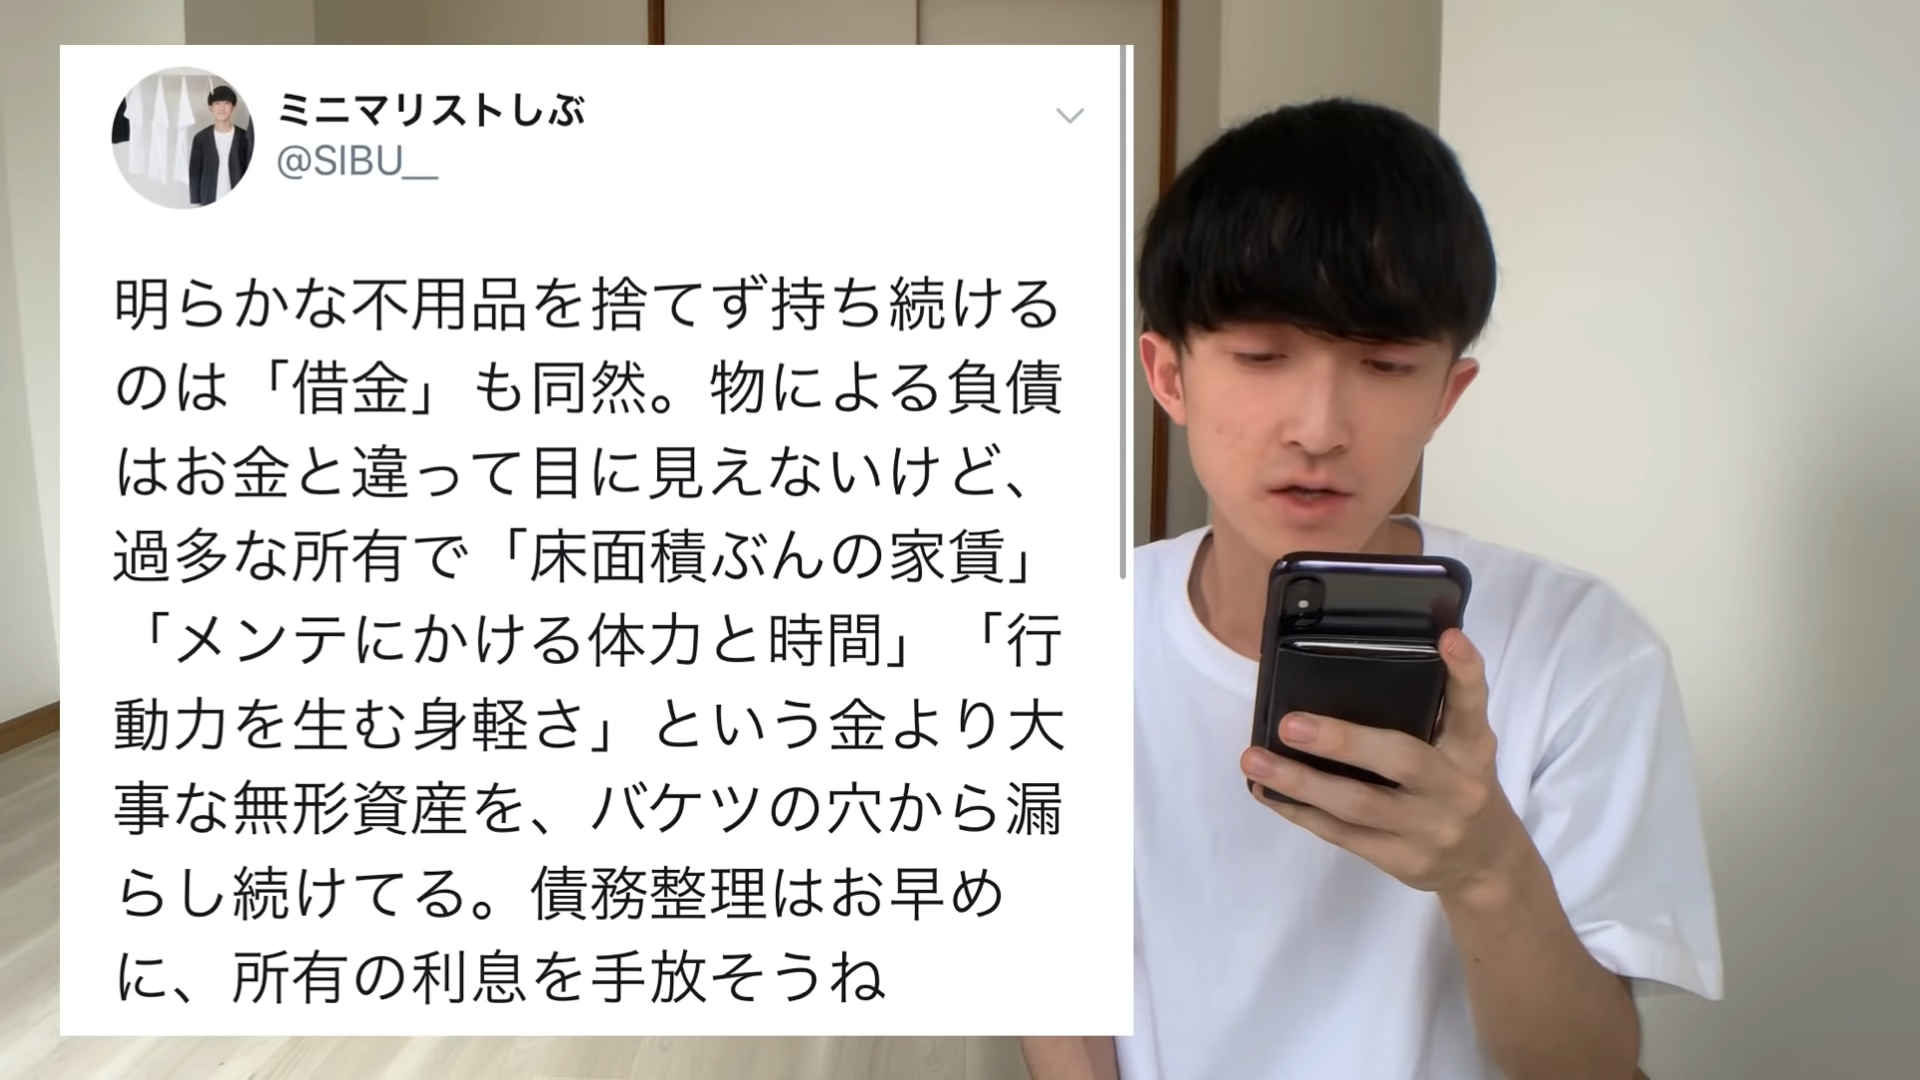 ミニマリストしぶ
@SIBU__
明らかな不用品を捨てず持ち続ける
のは「借金」も同然。物による負債
はお金と違って目に見えないけど、
過多な所有で「床面積ぶんの家賃」
「メンテにかける体力と時間」「行
動力を生む身軽さ」という金より大
事な無形資産を、バケツの穴から漏
らし続けてる。債務整理はお早め
に、所有の利息を手放そうね